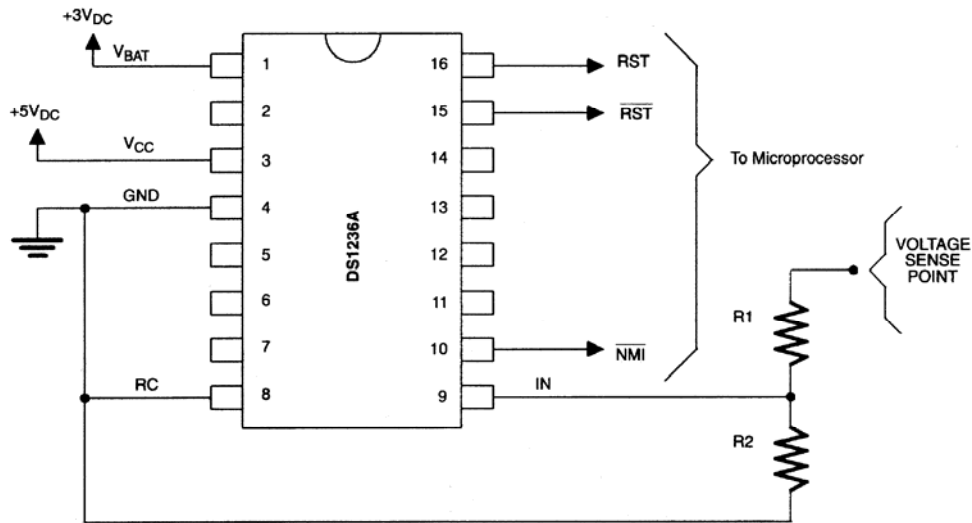 +3VDC
VBAT
1
16
RST
+5VDC
2
15
RST
VCC
3
14
To Microprocessor
GND
4
13
5
DS1236A
12
VOLTAGE
SENSE
POINT
6
11
R1
7
10
NMI
RC
8
9
IN
R2